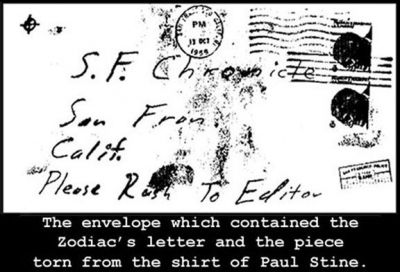 PM
13 OCT
1969
S.F. Chronicle
San Fran.
Calif.
Please Rush To Editor
The envelope which contained the
Zodiac's letter and the piece
torn from the shirt of Paul Stine.